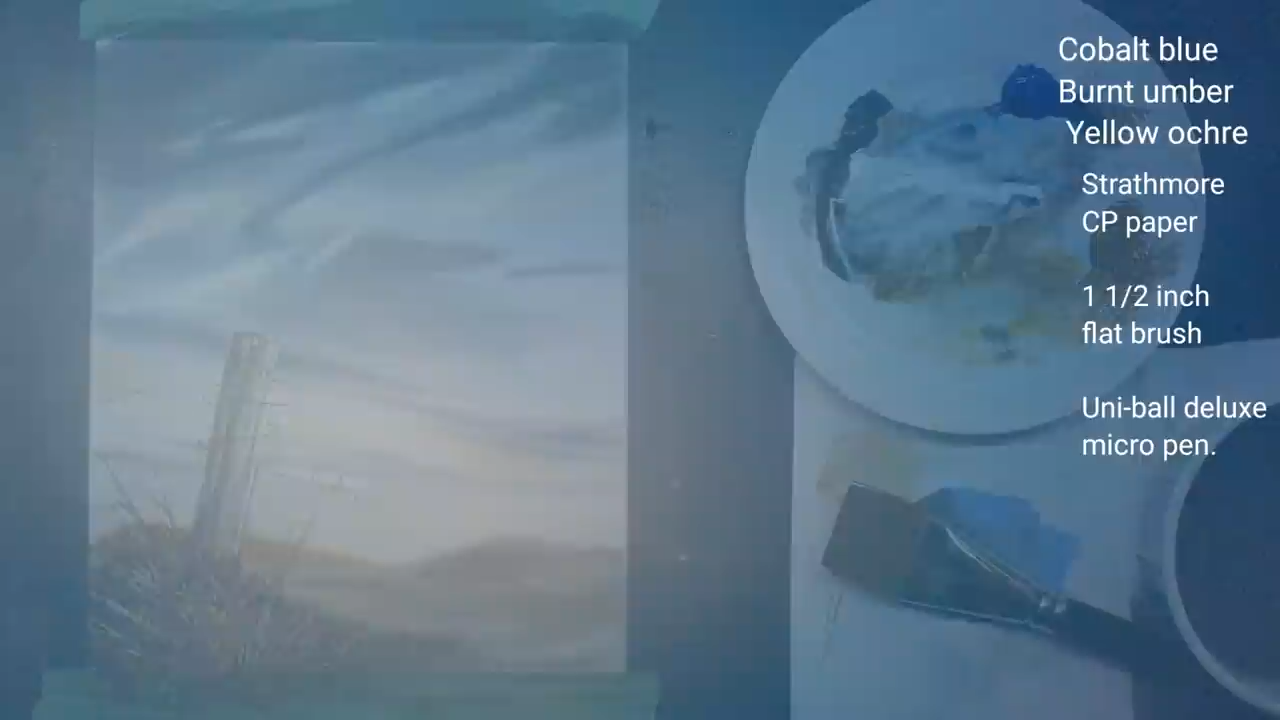 Cobalt blue
Burnt umber
Yellow ochre
Strathmore
CP paper
1 1/2 inch
flat brush
Uni-ball deluxe
micro pen.